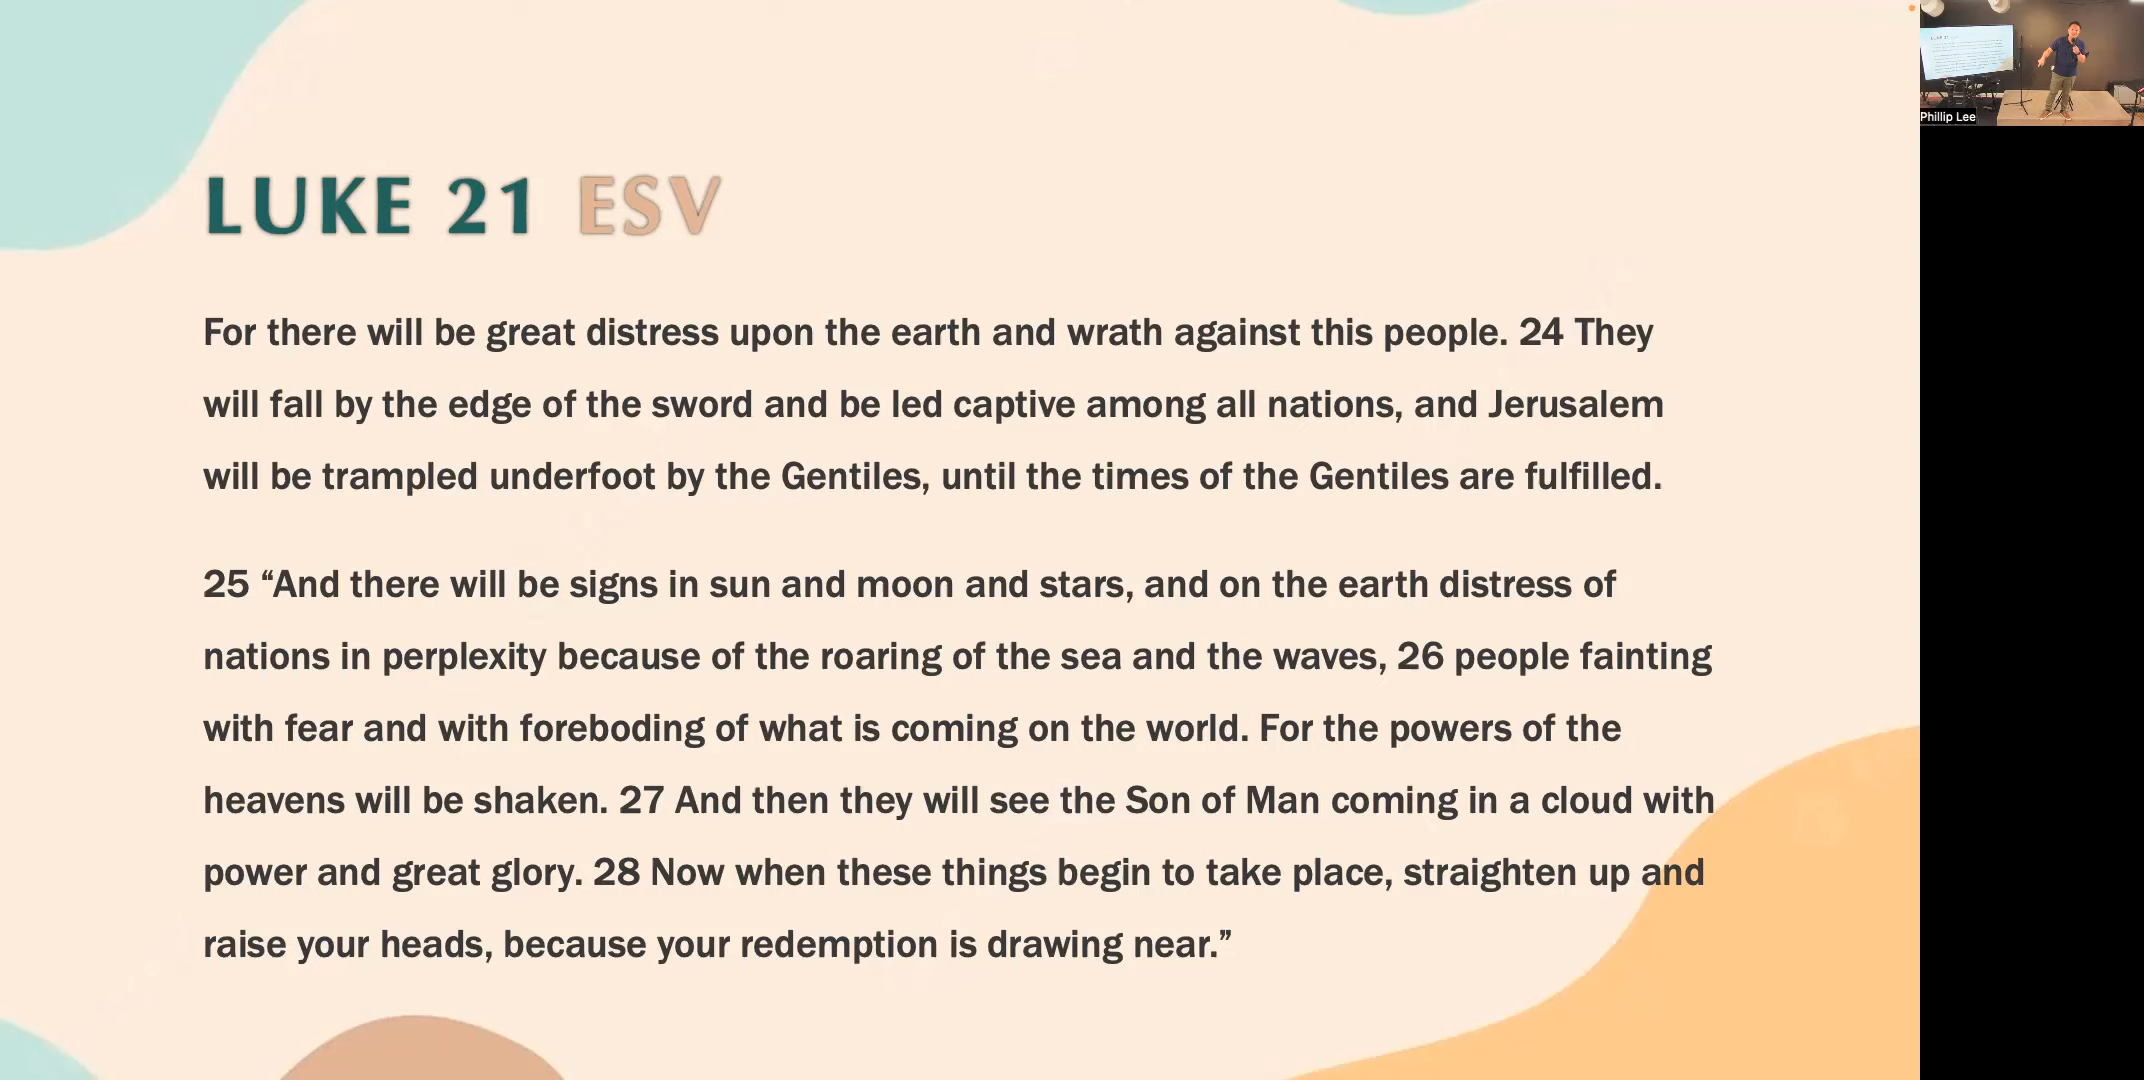 LUKE 21 ESV
For there will be great distress upon the earth and wrath against this people. 24 They
will fall by the edge of the sword and be led captive among all nations, and Jerusalem
will be trampled underfoot by the Gentiles, until the times of the Gentiles are fulfilled.
25 “And there will be signs in sun and moon and stars, and on the earth distress of
nations in perplexity because of the roaring of the sea and the waves, 26 people fainting
with fear and with foreboding of what is coming on the world. For the powers of the
heavens will be shaken. 27 And then they will see the Son of Man coming in a cloud with
power and great glory. 28 Now when these things begin to take place, straighten up and
raise your heads, because your redemption is drawing near.”
Phillip Lee